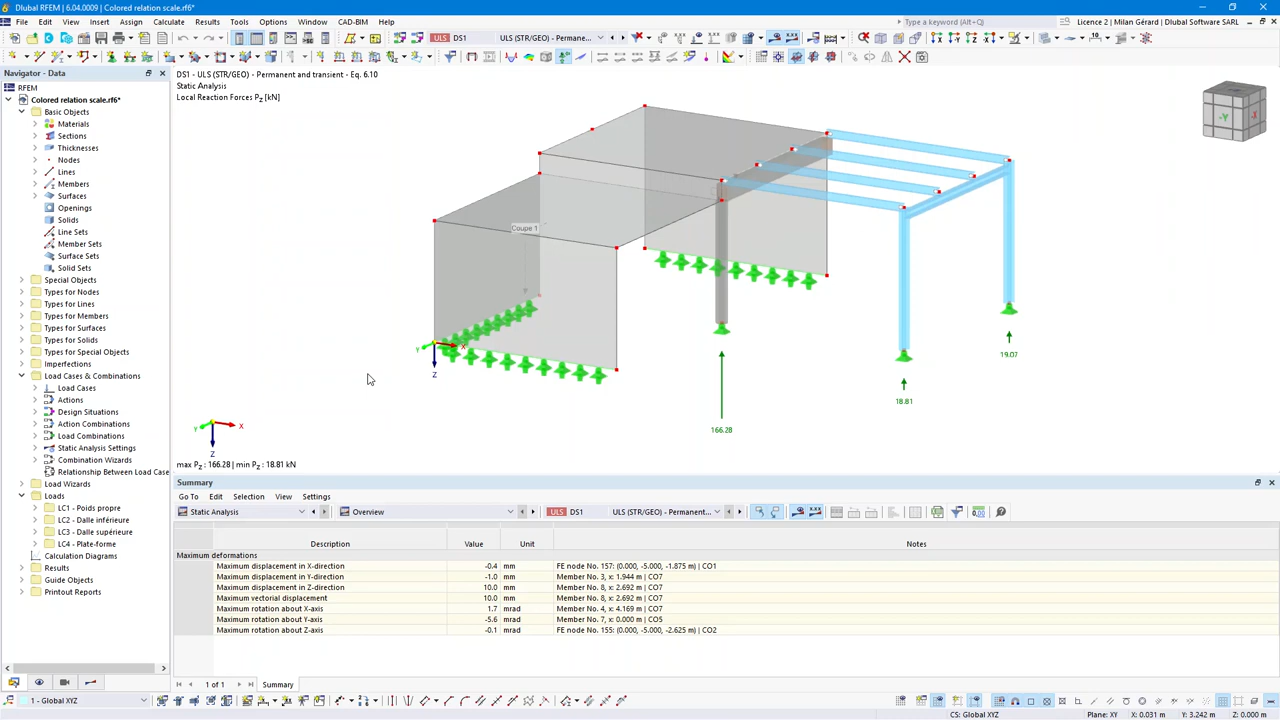 Dlubal RFEM | 6.04.0009 | Colored relation scale.rf6*
File Edit View Insert Assign Calculate Results Tools Options Window CAD-BIM Help
Type a keyword (Alt+Q)
Licence 2 | Milan Gérard | Dlubal Software SARL
ULS DS1 ULS (STR/GEO) - Permane...
Navigator - Data
RFEM
Colored relation scale.rf6*
Basic Objects
Materials
Sections
Thicknesses
Nodes
Lines
Members
Surfaces
Openings
Solids
Line Sets
Member Sets
Surface Sets
Solid Sets
Special Objects
Types for Nodes
Types for Lines
Types for Members
Types for Surfaces
Types for Solids
Types for Special Objects
Imperfections
Load Cases & Combinations
Load Cases
Actions
Design Situations
Action Combinations
Load Combinations
Static Analysis Settings
Combination Wizards
Relationship Between Load Case
Load Wizards
Loads
LC1 - Poids propre
LC2 - Dalle inférieure
LC3 - Dalle supérieure
LC4 - Plate-forme
Calculation Diagrams
Results
Guide Objects
Printout Reports
DS1 - ULS (STR/GEO) - Permanent and transient - Eq. 6.10
Static Analysis
Local Reaction Forces Pz [kN]
-Y
-X
Coupe 1
Y X
Z
19.07
18.81
166.28
Y X
Z
max Pz : 166.28 | min Pz : 18.81 kN
Summary
Go To Edit Selection View Settings
Static Analysis Overview ULS DS1 ULS (STR/GEO) - Permanent...
Description Value Unit Notes
Maximum deformations
Maximum displacement in X-direction -0.4 mm FE node No. 157: (0.000, -5.000, -1.875 m) | CO1
Maximum displacement in Y-direction -1.0 mm Member No. 3, x: 1.944 m | CO7
Maximum displacement in Z-direction 10.0 mm Member No. 8, x: 2.692 m | CO7
Maximum vectorial displacement 10.0 mm Member No. 8, x: 2.692 m | CO7
Maximum rotation about X-axis 1.7 mrad Member No. 4, x: 4.169 m | CO7
Maximum rotation about Y-axis -5.6 mrad Member No. 7, x: 0.000 m | CO5
Maximum rotation about Z-axis -0.1 mrad FE node No. 155: (0.000, -5.000, -2.625 m) | CO2
1 of 1 Summary
1 - Global XYZ
CS: Global XYZ Plane: XY X: 0.031 m Y: 3.242 m Z: 0.000 m